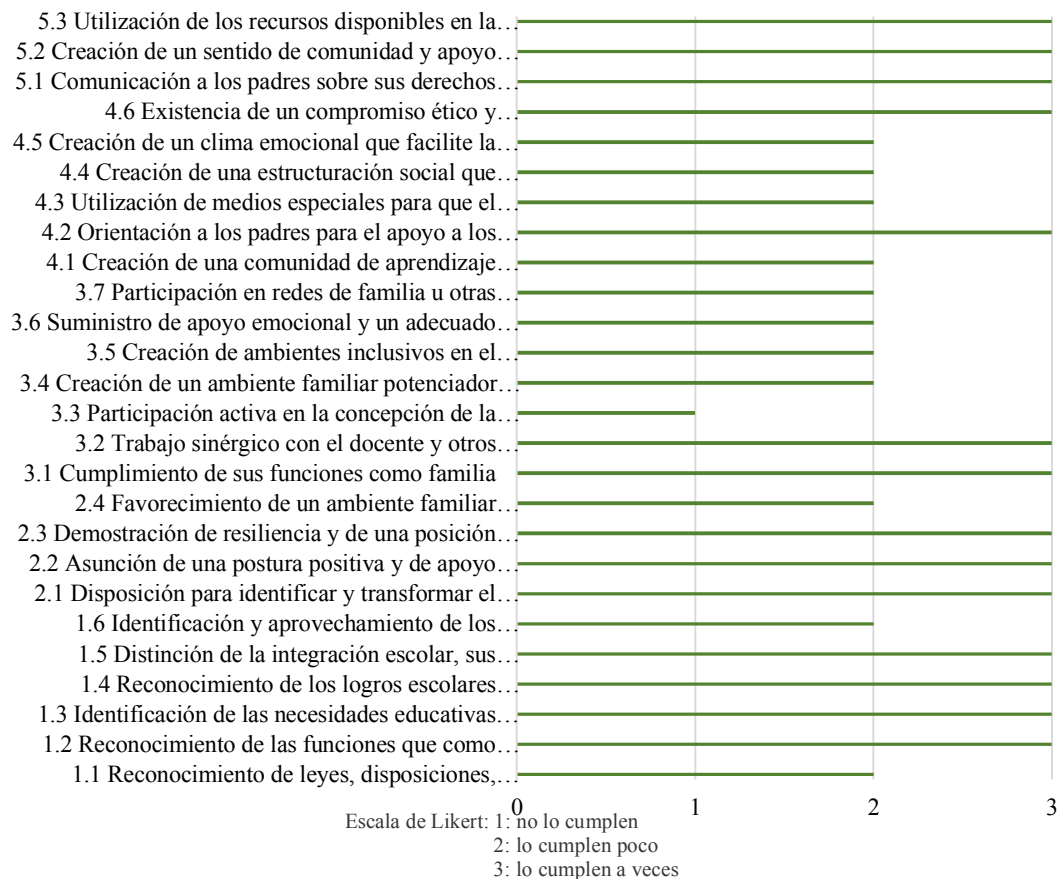 5.3 Utilización de los recursos disponibles en la…
5.2 Creación de un sentido de comunidad y apoyo…
5.1 Comunicación a los padres sobre sus derechos…
4.6 Existencia de un compromiso ético y…
4.5 Creación de un clima emocional que facilite la…
4.4 Creación de una estructuración social que…
4.3 Utilización de medios especiales para que el…
4.2 Orientación a los padres para el apoyo a los…
4.1 Creación de una comunidad de aprendizaje…
3.7 Participación en redes de familia u otras…
3.6 Suministro de apoyo emocional y un adecuado…
3.5 Creación de ambientes inclusivos en el…
3.4 Creación de un ambiente familiar potenciador…
3.3 Participación activa en la concepción de la…
3.2 Trabajo sinérgico con el docente y otros…
3.1 Cumplimiento de sus funciones como familia
2.4 Favorecimiento de un ambiente familiar…
2.3 Demostración de resiliencia y de una posición…
2.2 Asunción de una postura positiva y de apoyo…
2.1 Disposición para identificar y transformar el…
1.6 Identificación y aprovechamiento de los…
1.5 Distinción de la integración escolar, sus…
1.4 Reconocimiento de los logros escolares…
1.3 Identificación de las necesidades educativas…
1.2 Reconocimiento de las funciones que como…
1.1 Reconocimiento de leyes, disposiciones,…
0 1 2 3
Escala de Likert: 1: no lo cumplen
2: lo cumplen poco
3: lo cumplen a veces